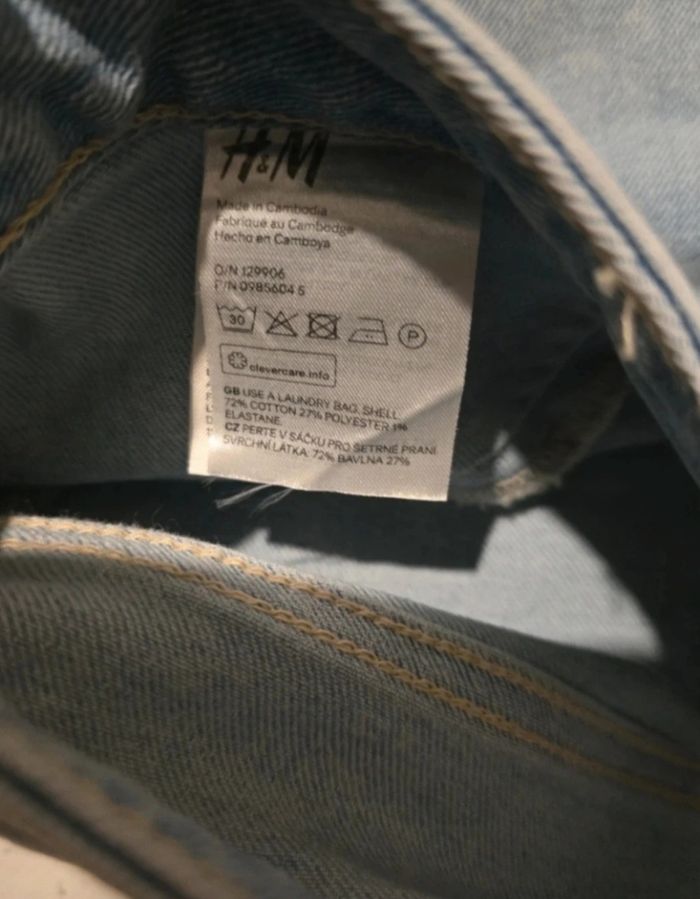 H&M
Made in Cambodia
Fabriqué au Cambodge
Hecho en Camboya
O/N 129906
P/N 0985604 5
30
P
clevercare.info
GB USE A LAUNDRY BAG. SHELL
72% COTTON 27% POLYESTER 1%
ELASTANE.
CZ PERTE V SÁČKU PRO ŠETRNÉ PRANÍ
SVRCHNÍ LÁTKA: 72% BAVLNA 27%